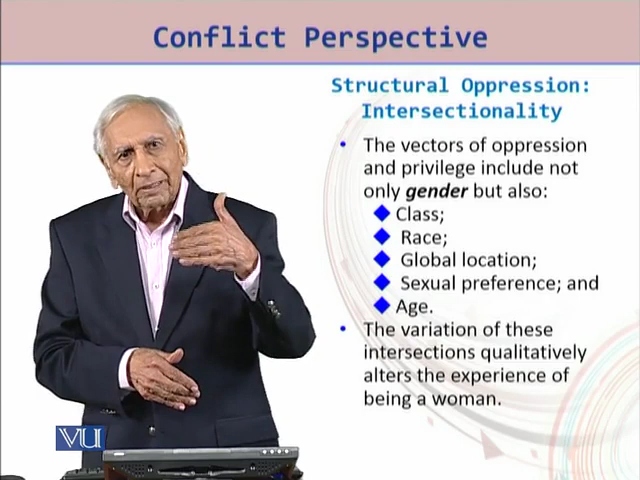 Conflict Perspective
Structural Oppression:
Intersectionality
• The vectors of oppression
and privilege include not
only gender but also:
◆ Class;
◆ Race;
◆ Global location;
◆ Sexual preference; and
◆ Age.
• The variation of these
intersections qualitatively
alters the experience of
being a woman.
VU